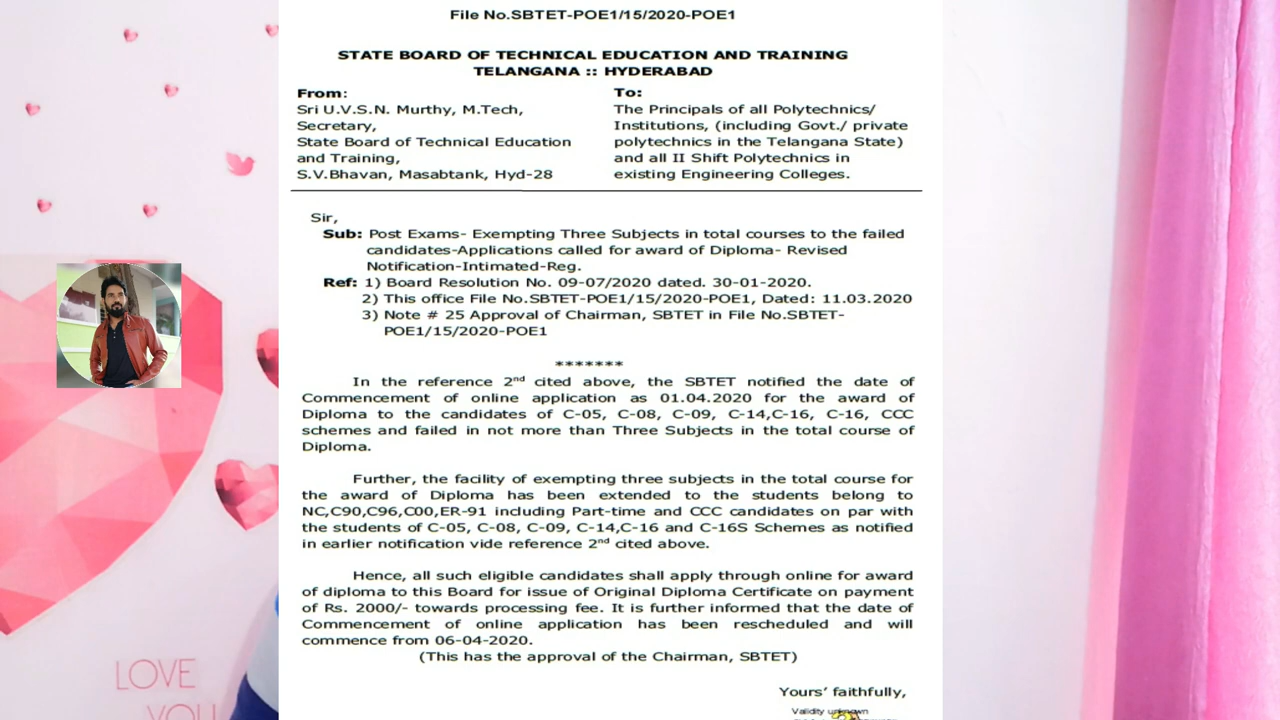 File No.SBTET-POE1/15/2020-POE1
STATE BOARD OF TECHNICAL EDUCATION AND TRAINING
TELANGANA :: HYDERABAD
From:
Sri U.V.S.N. Murthy, M.Tech,
Secretary,
State Board of Technical Education
and Training,
S.V.Bhavan, Masabtank, Hyd-28
To:
The Principals of all Polytechnics/
Institutions, (including Govt./ private
polytechnics in the Telangana State)
and all II Shift Polytechnics in
existing Engineering Colleges.
Sir,
Sub: Post Exams- Exempting Three Subjects in total courses to the failed
candidates-Applications called for award of Diploma- Revised
Notification-Intimated-Reg.
Ref: 1) Board Resolution No. 09-07/2020 dated. 30-01-2020.
2) This office File No.SBTET-POE1/15/2020-POE1, Dated: 11.03.2020
3) Note # 25 Approval of Chairman, SBTET in File No.SBTET-
POE1/15/2020-POE1
*******
In the reference 2nd cited above, the SBTET notified the date of
Commencement of online application as 01.04.2020 for the award of
Diploma to the candidates of C-05, C-08, C-09, C-14,C-16, C-16, CCC
schemes and failed in not more than Three Subjects in the total course of
Diploma.
Further, the facility of exempting three subjects in the total course for
the award of Diploma has been extended to the students belong to
NC,C90,C96,C00,ER-91 including Part-time and CCC candidates on par with
the students of C-05, C-08, C-09, C-14,C-16 and C-16S Schemes as notified
in earlier notification vide reference 2nd cited above.
Hence, all such eligible candidates shall apply through online for award
of diploma to this Board for issue of Original Diploma Certificate on payment
of Rs. 2000/- towards processing fee. It is further informed that the date of
Commencement of online application has been rescheduled and will
commence from 06-04-2020.
(This has the approval of the Chairman, SBTET)
Yours' faithfully,
Validity unknown
LOVE
YOU